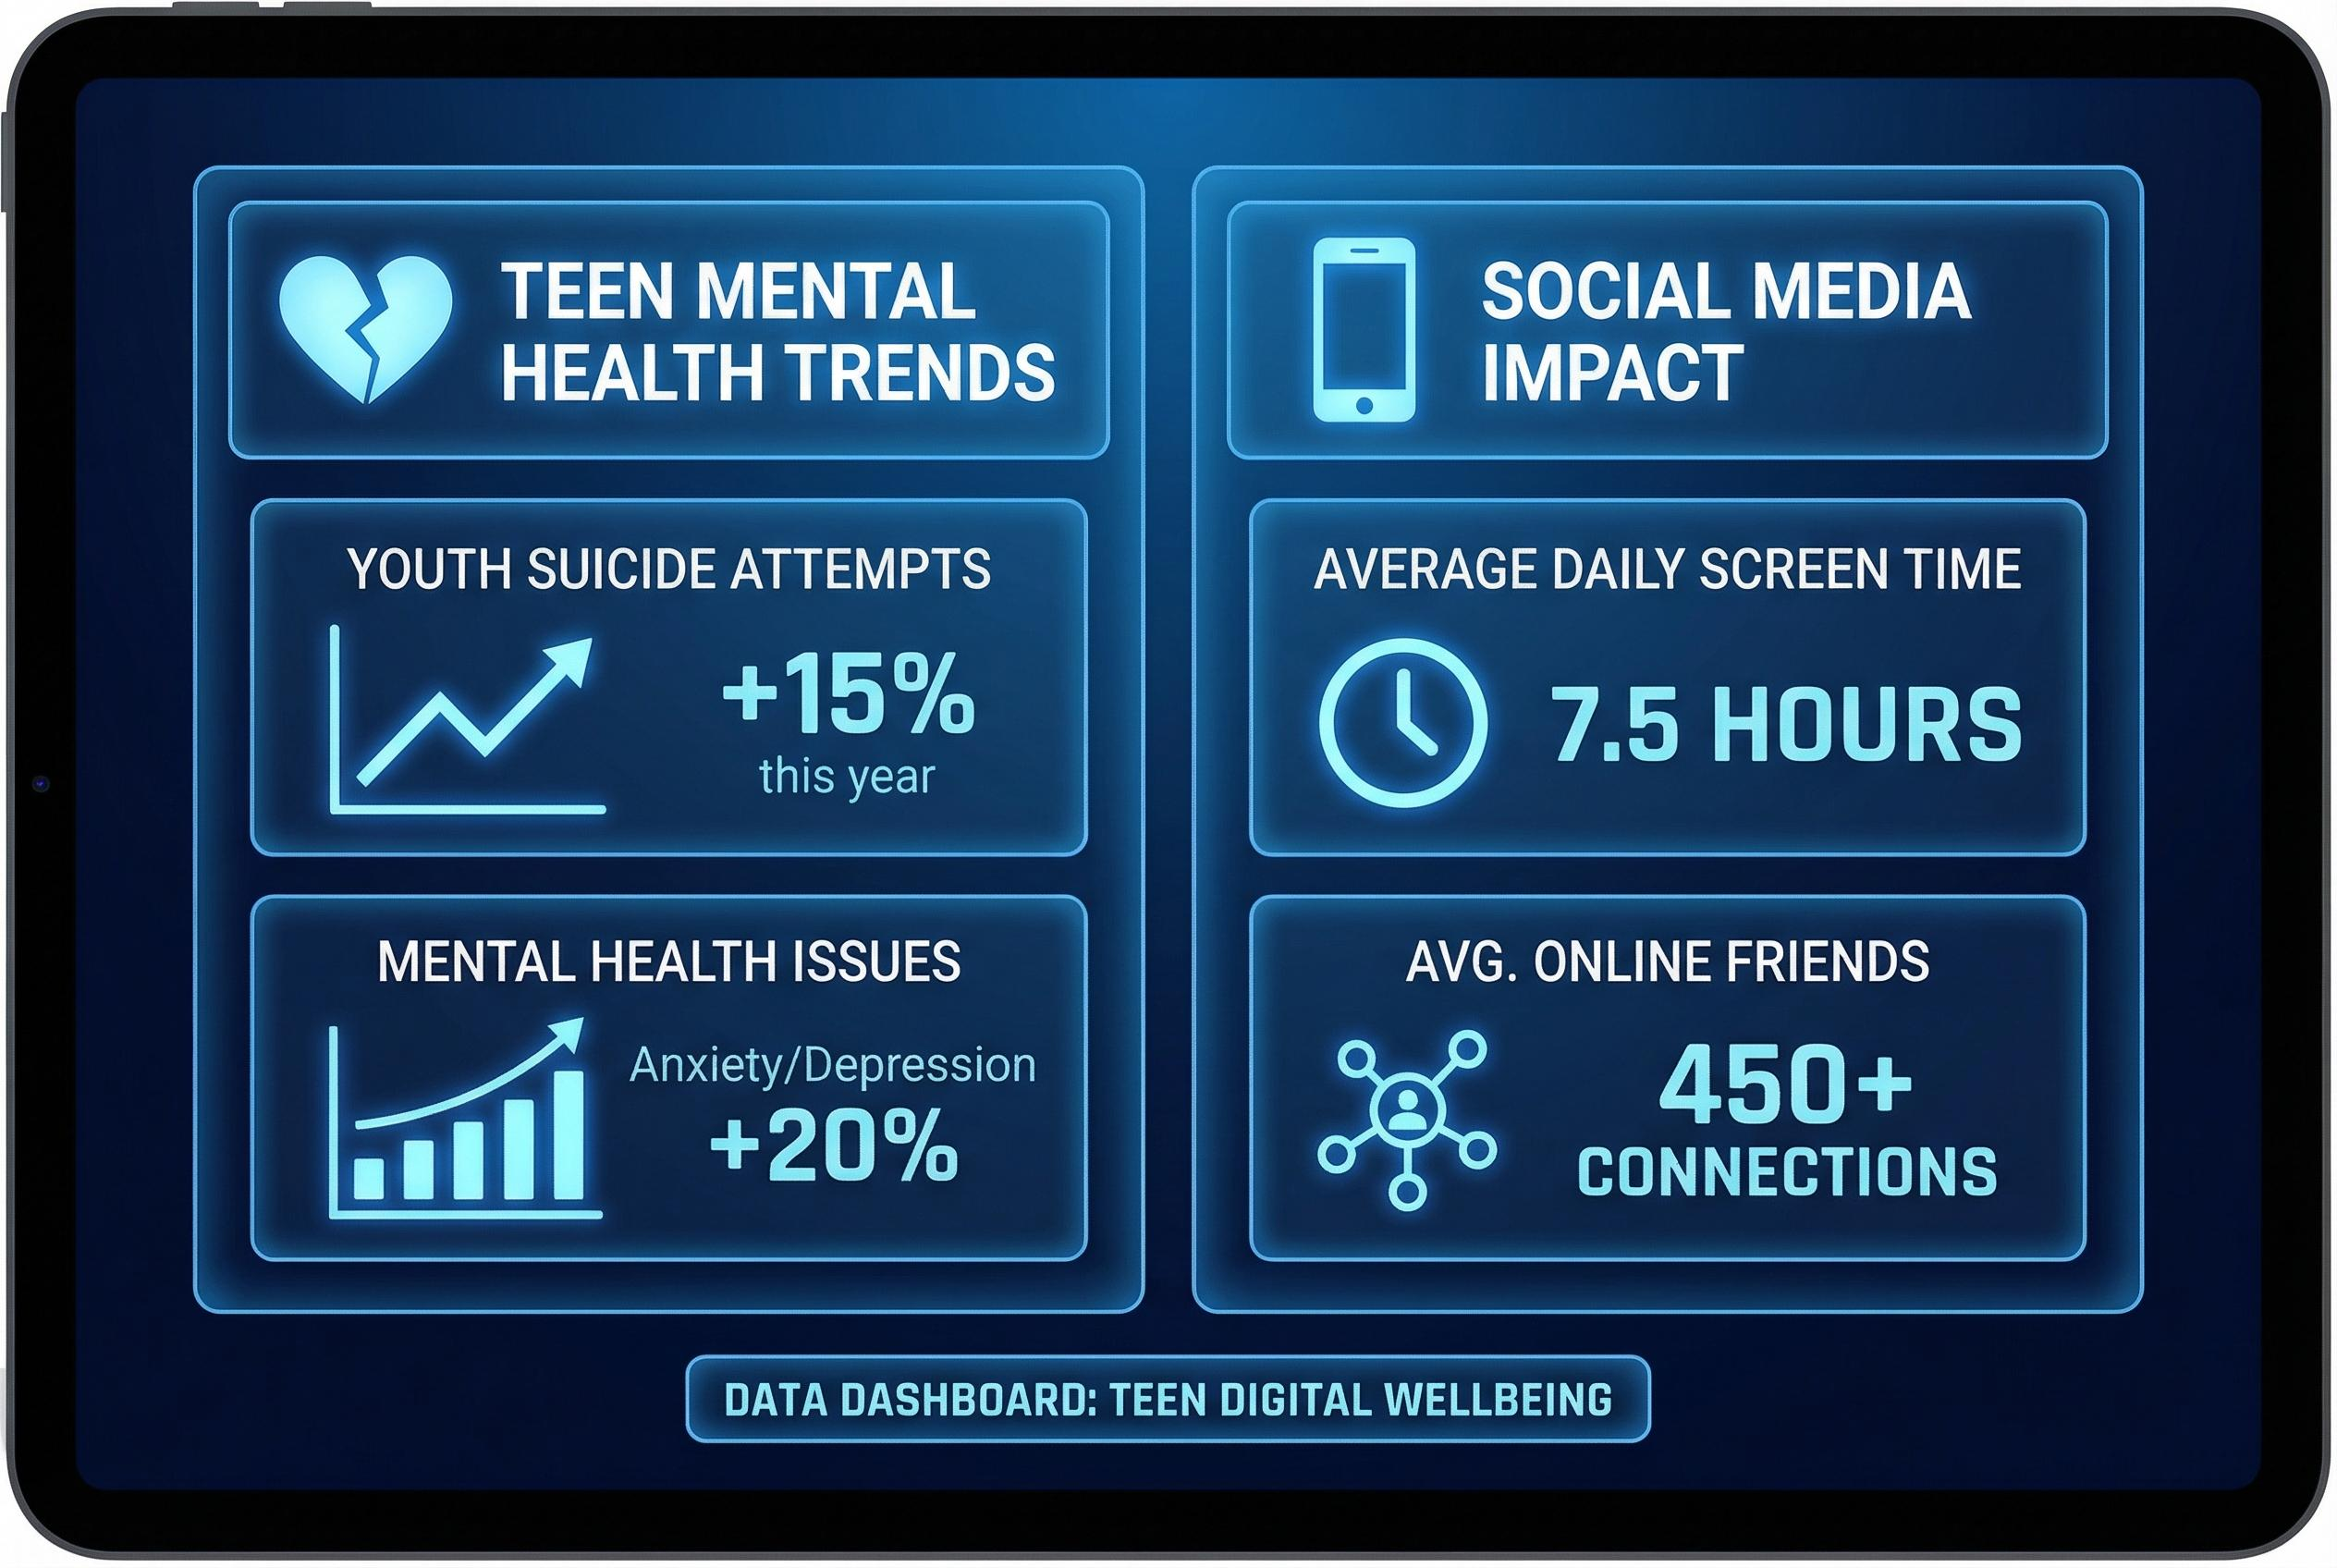 TEEN MENTAL
HEALTH TRENDS
YOUTH SUICIDE ATTEMPTS
+15%
this year
MENTAL HEALTH ISSUES
Anxiety/Depression
+20%
SOCIAL MEDIA
IMPACT
AVERAGE DAILY SCREEN TIME
7.5 HOURS
AVG. ONLINE FRIENDS
450+
CONNECTIONS
DATA DASHBOARD: TEEN DIGITAL WELLBEING